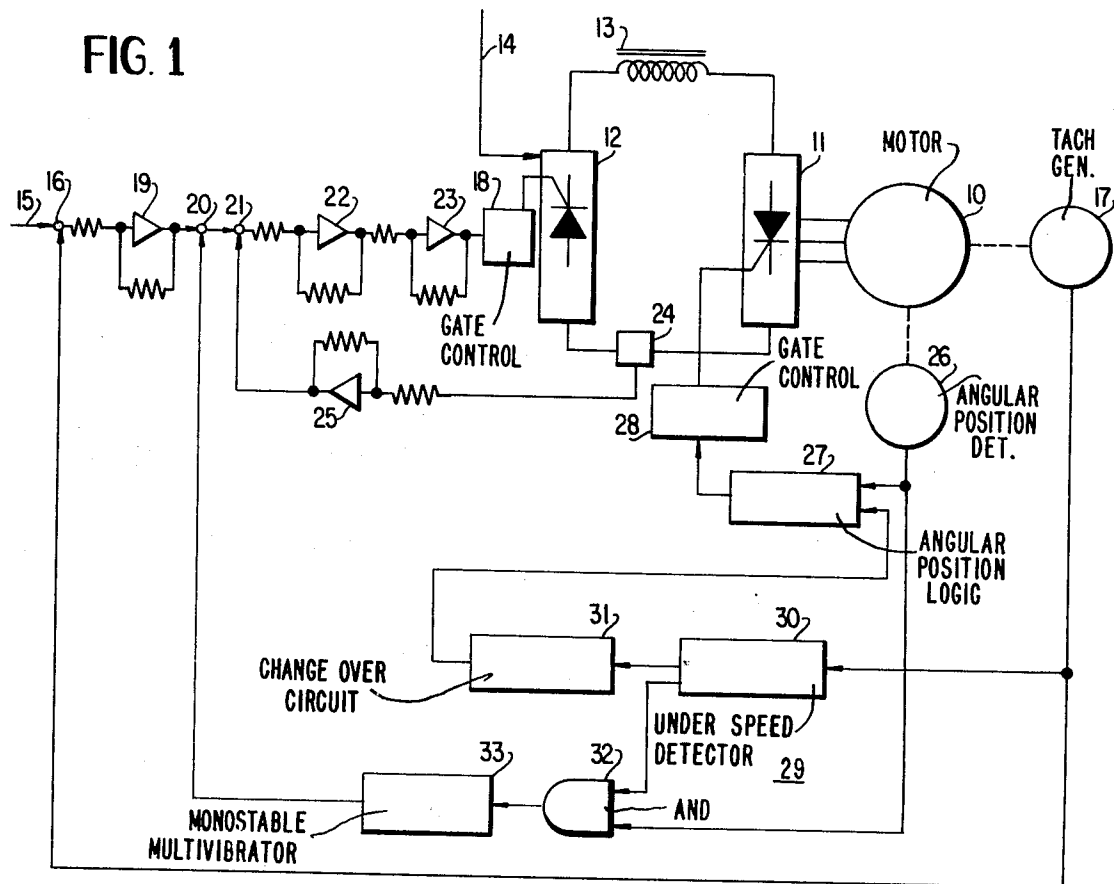 FIG. 1
14
13
12
11
MOTOR
10
TACH
GEN.
17
15
16
19
20
21
22
23
18
GATE
CONTROL
24
25
GATE
CONTROL
28
26
ANGULAR
POSITION
DET.
27
ANGULAR
POSITION
LOGIC
31
30
CHANGE OVER
CIRCUIT
UNDER SPEED
DETECTOR
29
33
32
AND
MONOSTABLE
MULTIVIBRATOR